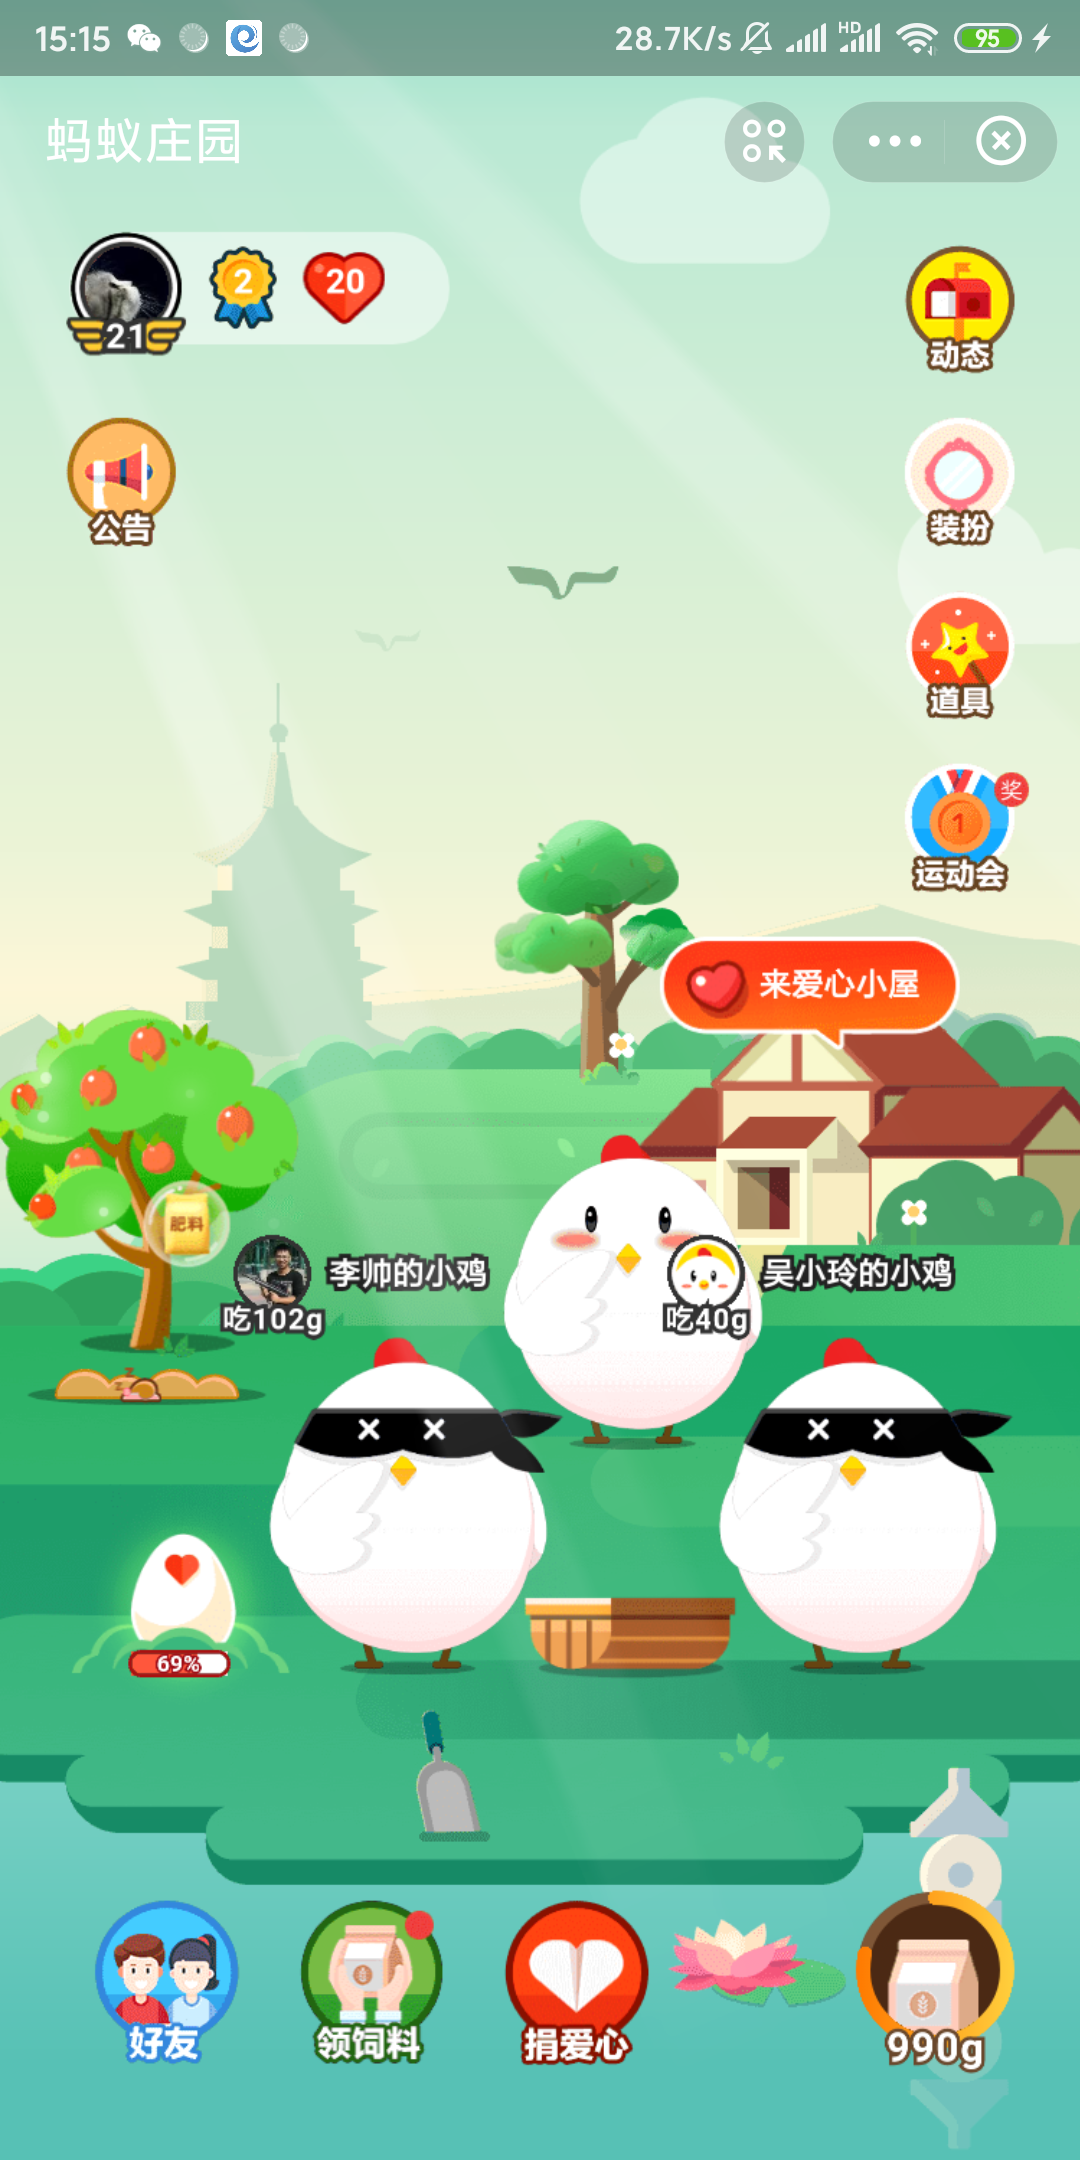 15:15
28.7K/s
HD
95
蚂蚁庄园
21
2
20
动态
公告
装扮
道具
奖
1
运动会
来爱心小屋
肥料
李帅的小鸡
吃102g
吴小玲的小鸡
吃40g
69%
好友
领饲料
捐爱心
990g